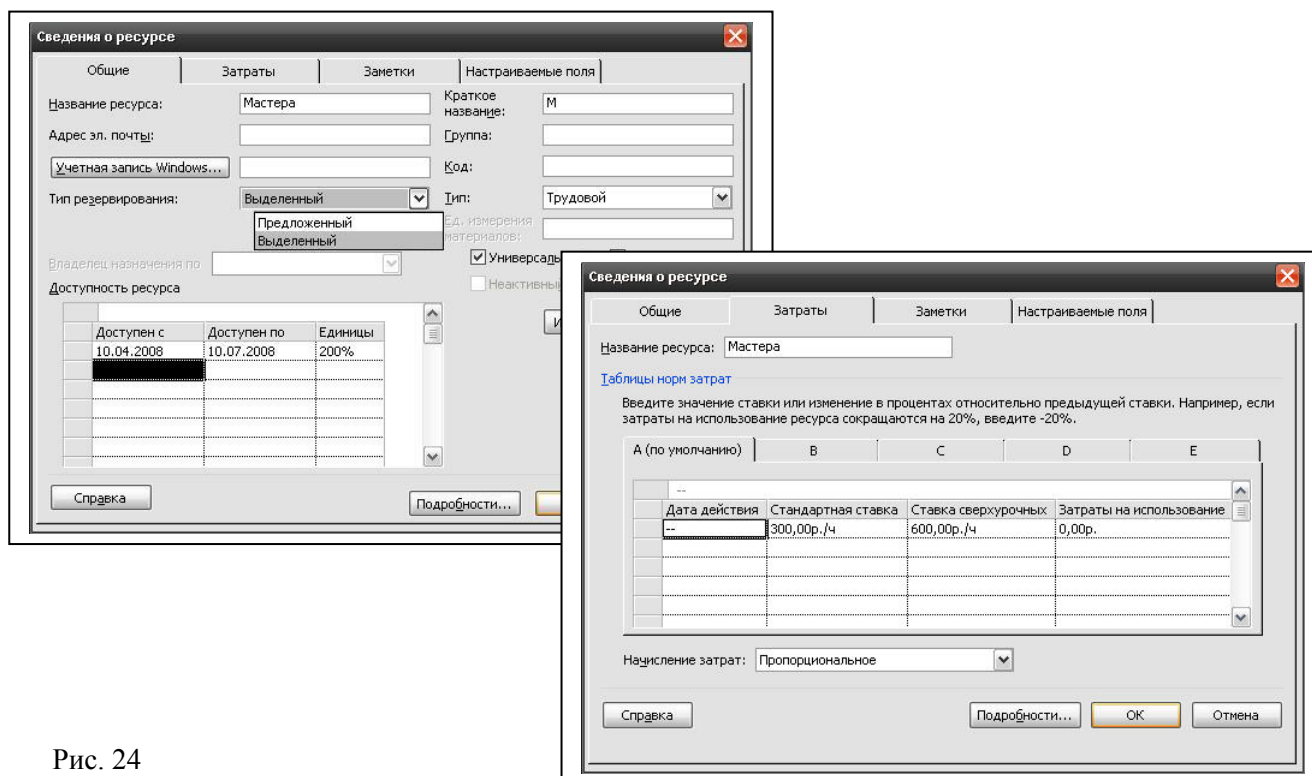 Сведения о ресурсе
Общие Затраты Заметки Настраиваемые поля
Название ресурса: Мастера Краткое название: М
Адрес эл. почты: Группа:
Учетная запись Windows... Код:
Тип резервирования: Выделенный Тип: Трудовой
Предложенный Ед. измерения материалов:
Выделенный
Владелец назначения по Универсаль
Доступность ресурса Неактивный
Доступен с Доступен по Единицы И
10.04.2008 10.07.2008 200%
Справка Подробности...
Сведения о ресурсе
Общие Затраты Заметки Настраиваемые поля
Название ресурса: Мастера
Таблицы норм затрат
Введите значение ставки или изменение в процентах относительно предыдущей ставки. Например, если
затраты на использование ресурса сокращаются на 20%, введите -20%.
A (по умолчанию) B C D E
--
Дата действия Стандартная ставка Ставка сверхурочных Затраты на использование
-- 300,00р./ч 600,00р./ч 0,00р.
Начисление затрат: Пропорциональное
Справка Подробности... ОК Отмена
Рис. 24